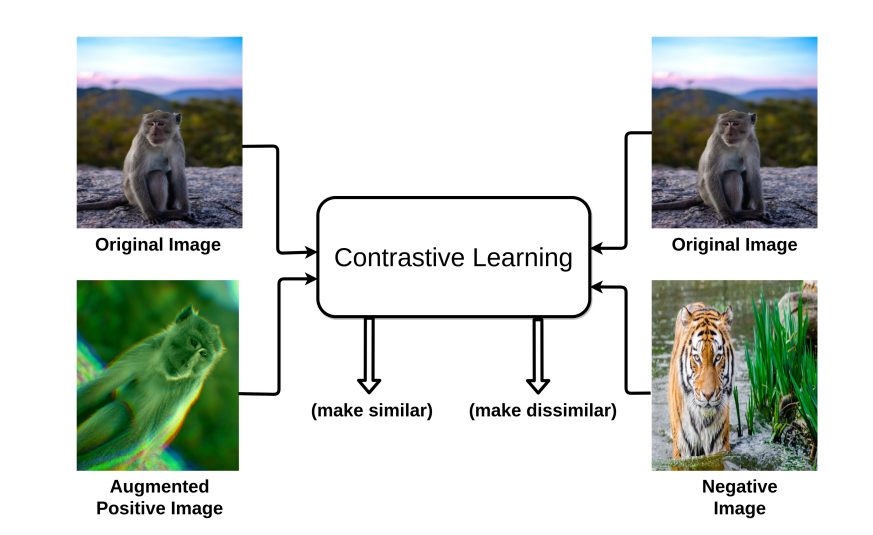 Original Image
Original Image
Contrastive Learning
(make similar)
(make dissimilar)
Augmented
Positive Image
Negative
Image